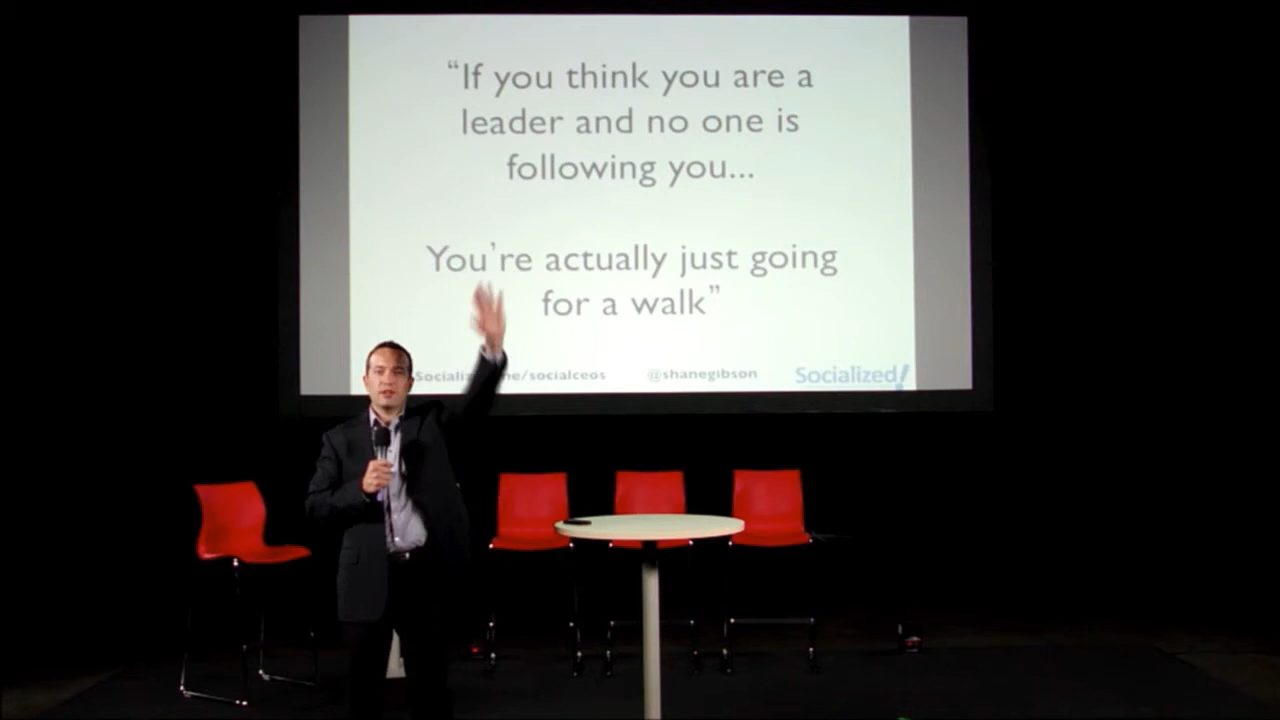 “If you think you are a
leader and no one is
following you...
You’re actually just going
for a walk”
/socialceos @shanegibson Socialized!